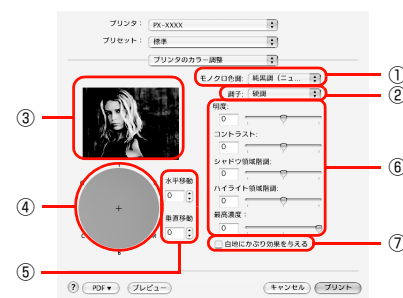 プリンタ： PX-XXXX
プリセット： 標準
プリンタのカラー調整
モノクロ色調： 純黒調（ニュ... ①
調子： 硬調 ②
③
明度：
0
コントラスト：
0
シャドウ領域階調：
0
ハイライト領域階調：
0
最高濃度：
0
⑥
④
水平移動
0
垂直移動
0
⑤
白地にかぶり効果を与える ⑦
C
B
? PDF▼ プレビュー キャンセル プリント